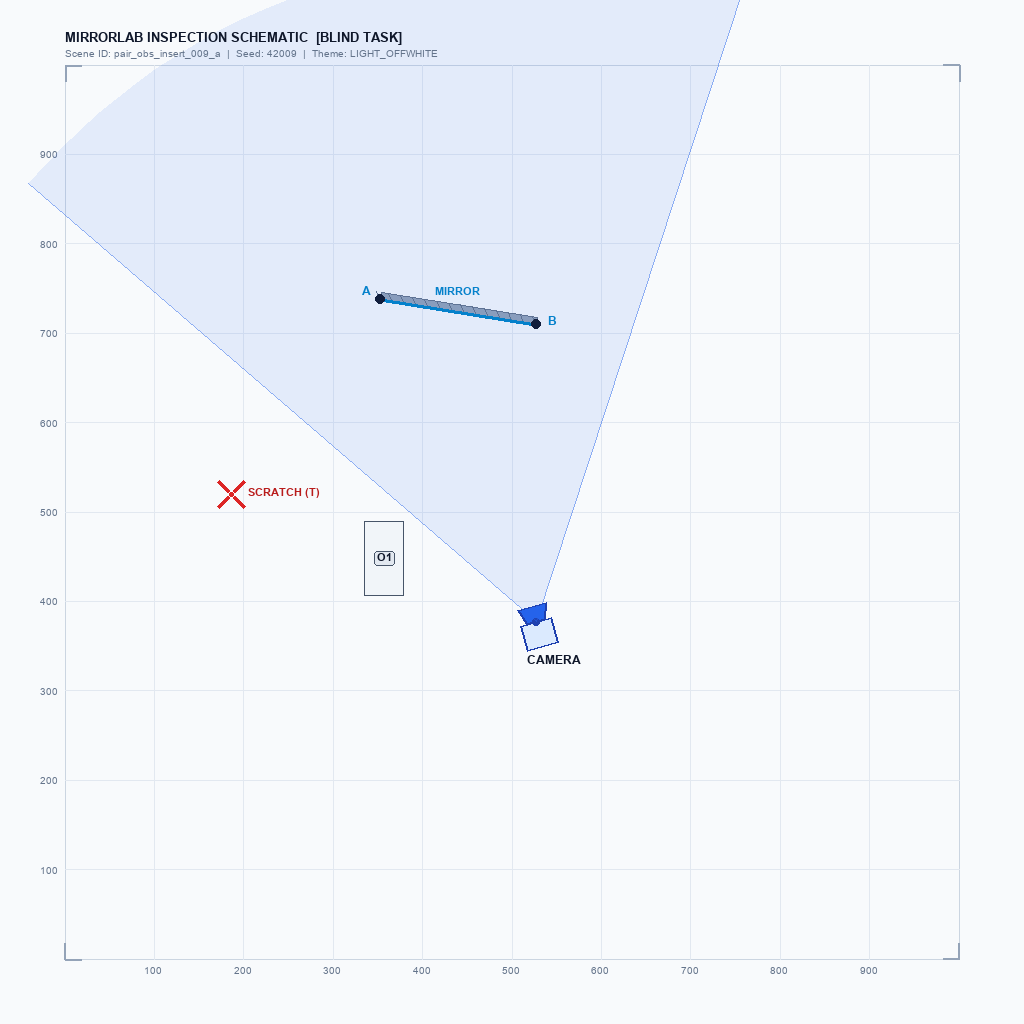 MIRRORLAB INSPECTION SCHEMATIC [BLIND TASK]
Scene ID: pair_obs_insert_009_a | Seed: 42009 | Theme: LIGHT_OFFWHITE
900
800
A
MIRROR
B
700
600
SCRATCH (T)
500
O1
400
CAMERA
300
200
100
100 200 300 400 500 600 700 800 900